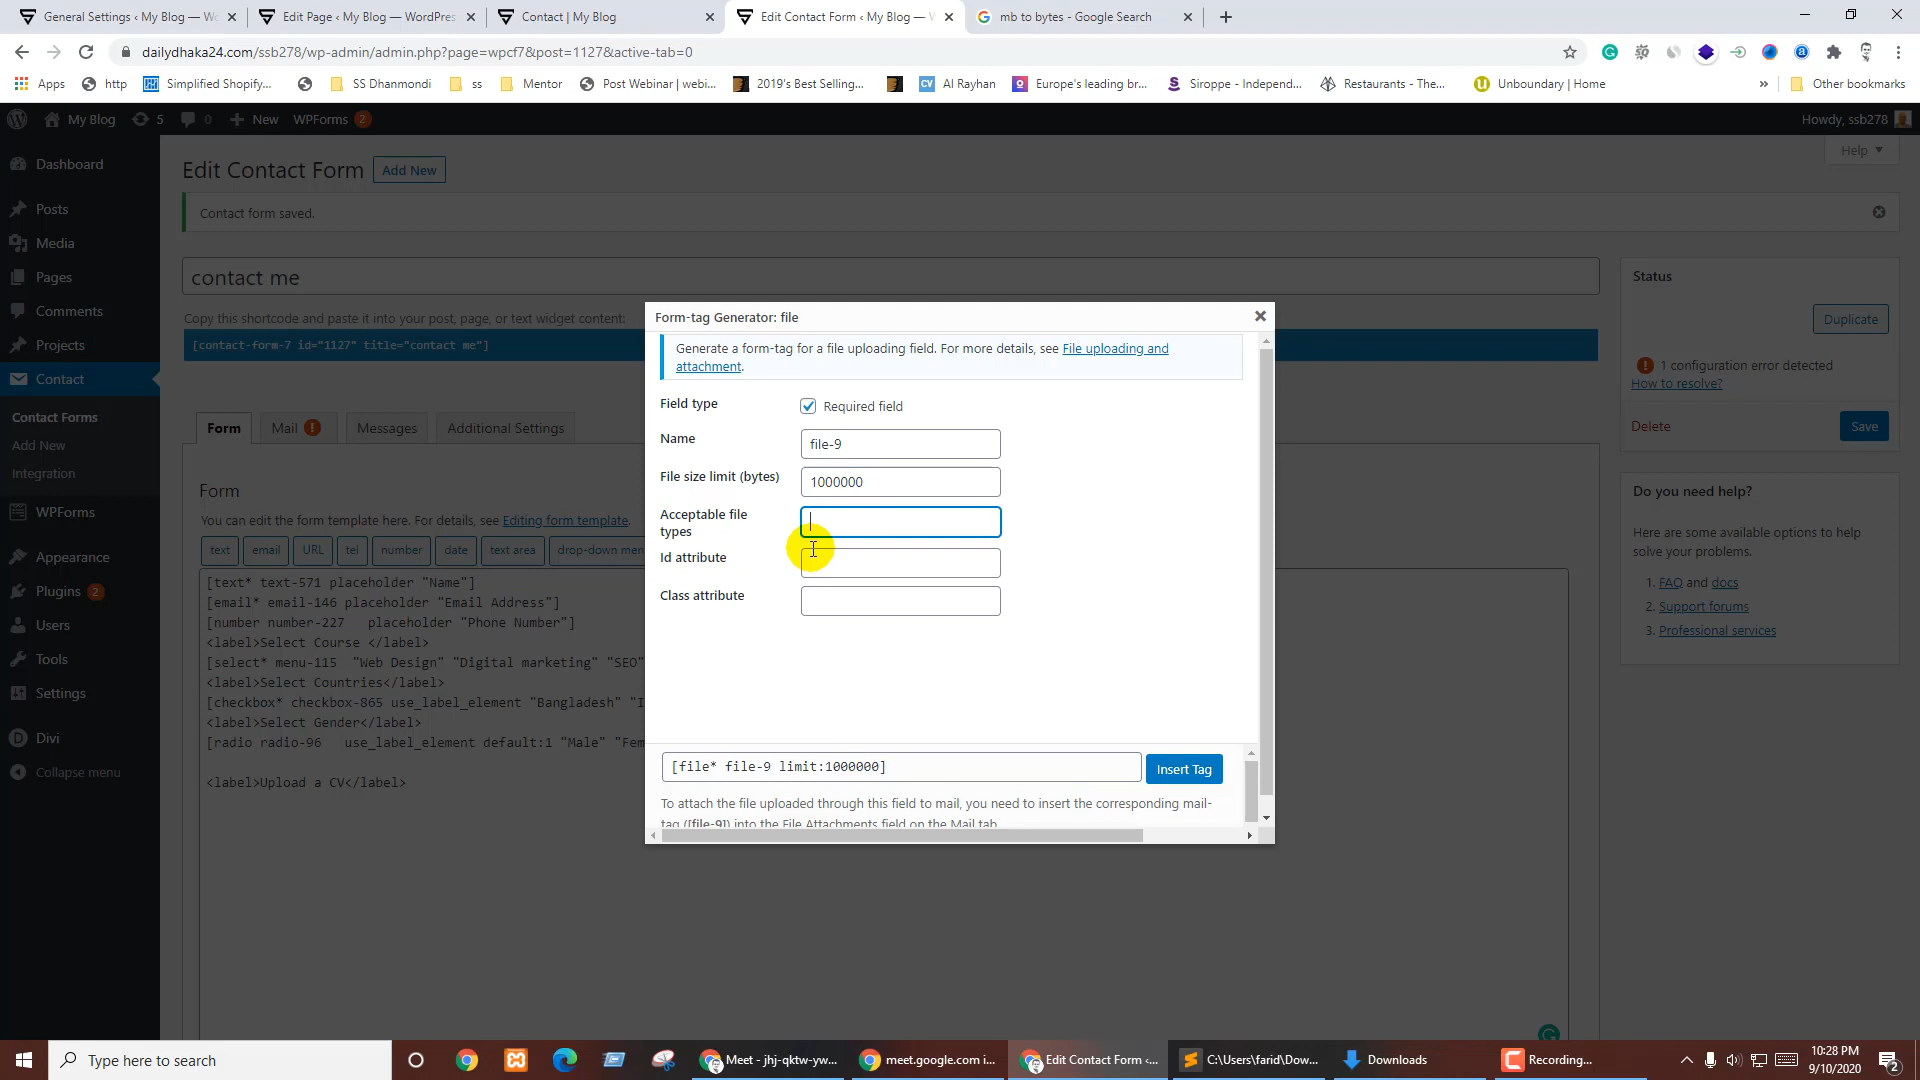 General Settings ‹ My Blog — Wo
Edit Page ‹ My Blog — WordPres
Contact | My Blog
Edit Contact Form ‹ My Blog — W
mb to bytes - Google Search
dailydhaka24.com/ssb278/wp-admin/admin.php?page=wpcf7&post=1127&active-tab=0
Apps
http
Simplified Shopify...
SS Dhanmondi
ss
Mentor
Post Webinar | webi...
2019's Best Selling...
CV
Al Rayhan
Europe's leading br...
Siroppe - Independ...
Restaurants - The...
Unboundary | Home
»
Other bookmarks
My Blog
5
0
New
WPForms 2
Howdy, ssb278
Dashboard
Posts
Media
Pages
Comments
Projects
Contact
Contact Forms
Add New
Integration
WPForms
Appearance
Plugins 2
Users
Tools
Settings
Divi
Collapse menu
Help
Edit Contact Form
Add New
Contact form saved.
contact me
Copy this shortcode and paste it into your post, page, or text widget content:
[contact-form-7 id="1127" title="contact me"]
Form
Mail !
Messages
Additional Settings
Form
You can edit the form template here. For details, see Editing form template.
text
email
URL
tel
number
date
text area
drop-down men
[text* text-571 placeholder "Name"]
[email* email-146 placeholder "Email Address"]
[number number-227 placeholder "Phone Number"]
<label>Select Course </label>
[select* menu-115 "Web Design" "Digital marketing" "SEO"
<label>Select Countries</label>
[checkbox* checkbox-865 use_label_element "Bangladesh" "I
<label>Select Gender</label>
[radio radio-96 use_label_element default:1 "Male" "Fem
<label>Upload a CV</label>
Form-tag Generator: file
Generate a form-tag for a file uploading field. For more details, see File uploading and
attachment.
Field type
Required field
Name
file-9
File size limit (bytes)
1000000
Acceptable file
types
Id attribute
Class attribute
[file* file-9 limit:1000000]
Insert Tag
To attach the file uploaded through this field to mail, you need to insert the corresponding mail-
tag ([file-9]) into the File Attachments field on the Mail tab.
Status
Duplicate
! 1 configuration error detected
How to resolve?
Delete
Save
Do you need help?
Here are some available options to help
solve your problems.
1. FAQ and docs
2. Support forums
3. Professional services
Type here to search
Meet - jhj-qktw-yw...
meet.google.com i...
Edit Contact Form ‹...
C:\Users\farid\Dow...
Downloads
Recording...
10:28 PM
9/10/2020
2